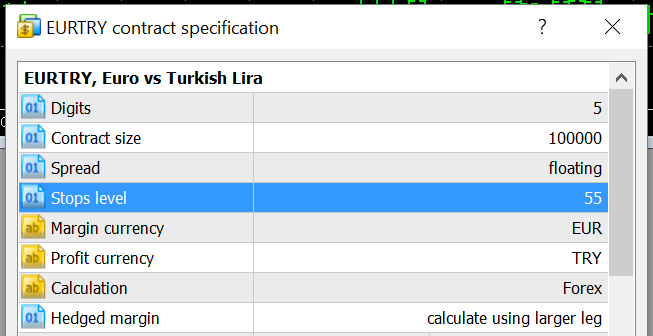 EURTRY contract specification
EURTRY, Euro vs Turkish Lira
Digits 5
Contract size 100000
Spread floating
Stops level 55
Margin currency EUR
Profit currency TRY
Calculation Forex
Hedged margin calculate using larger leg